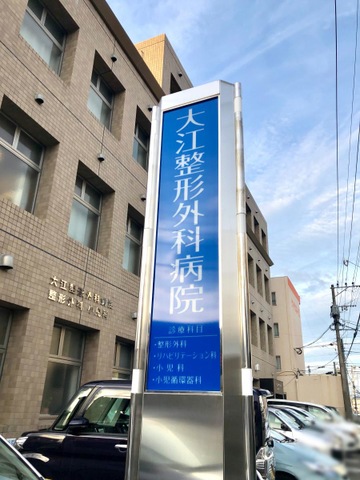 大江整形外科病院
診療科目
・整形外科
・リハビリテーション科
・小児科
・小児循環器科